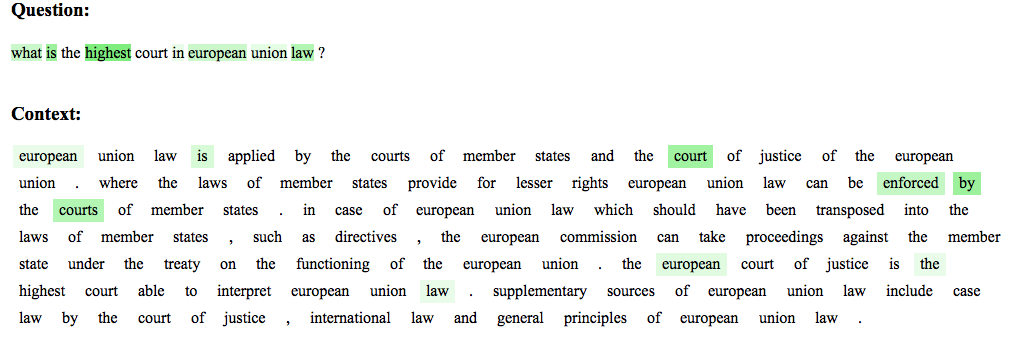 Question:
what is the highest court in european union law ?
Context:
european union law is applied by the courts of member states and the court of justice of the european
union . where the laws of member states provide for lesser rights european union law can be enforced by
the courts of member states . in case of european union law which should have been transposed into the
laws of member states , such as directives , the european commission can take proceedings against the member
state under the treaty on the functioning of the european union . the european court of justice is the
highest court able to interpret european union law . supplementary sources of european union law include case
law by the court of justice , international law and general principles of european union law .